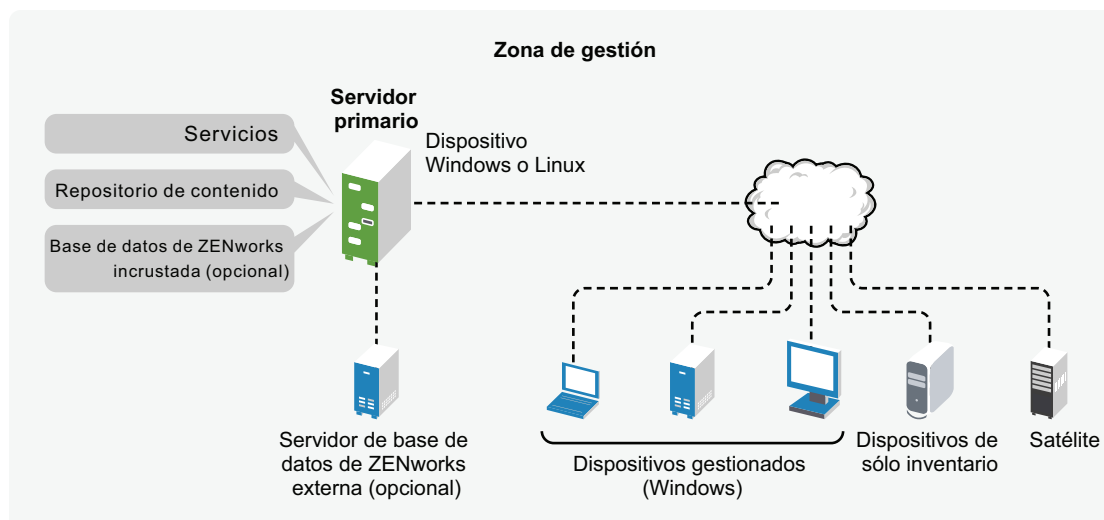 Zona de gestión
Servidor
primario
Dispositivo
Windows o Linux
Servicios
Repositorio de contenido
Base de datos de ZENworks
incrustada (opcional)
Servidor de base de
datos de ZENworks
externa (opcional)
Dispositivos gestionados
(Windows)
Dispositivos de
sólo inventario
Satélite